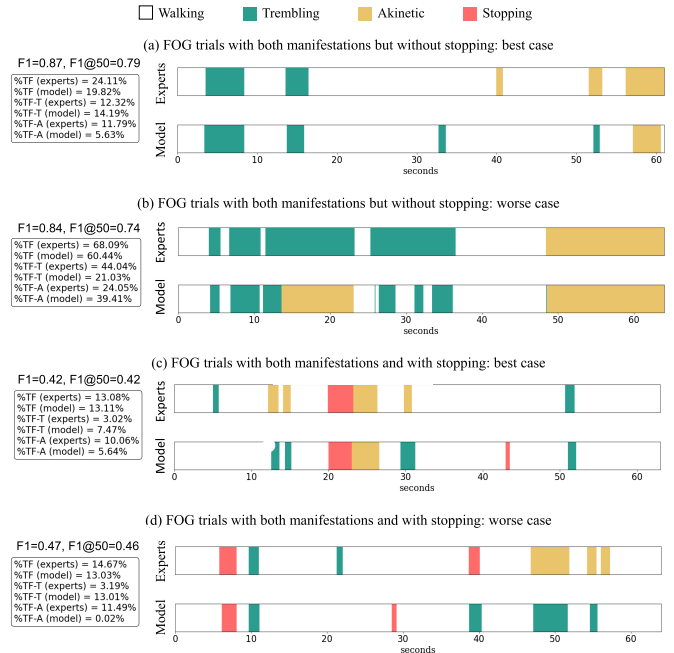 Walking Trembling Akinetic Stopping
(a) FOG trials with both manifestations but without stopping: best case
F1=0.87, F1@50=0.79
%TF (experts) = 24.11%
%TF (model) = 19.82%
%TF-T (experts) = 12.32%
%TF-T (model) = 14.19%
%TF-A (experts) = 11.79%
%TF-A (model) = 5.63%
Experts
Model
0 10 20 30 40 50 60
seconds
(b) FOG trials with both manifestations but without stopping: worse case
F1=0.84, F1@50=0.74
%TF (experts) = 68.09%
%TF (model) = 60.44%
%TF-T (experts) = 44.04%
%TF-T (model) = 21.03%
%TF-A (experts) = 24.05%
%TF-A (model) = 39.41%
Experts
Model
0 10 20 30 40 50 60
seconds
(c) FOG trials with both manifestations and with stopping: best case
F1=0.42, F1@50=0.42
%TF (experts) = 13.08%
%TF (model) = 13.11%
%TF-T (experts) = 3.02%
%TF-T (model) = 7.47%
%TF-A (experts) = 10.06%
%TF-A (model) = 5.64%
Experts
Model
0 10 20 30 40 50 60
seconds
(d) FOG trials with both manifestations and with stopping: worse case
F1=0.47, F1@50=0.46
%TF (experts) = 14.67%
%TF (model) = 13.03%
%TF-T (experts) = 3.19%
%TF-T (model) = 13.01%
%TF-A (experts) = 11.49%
%TF-A (model) = 0.02%
Experts
Model
0 10 20 30 40 50 60
seconds